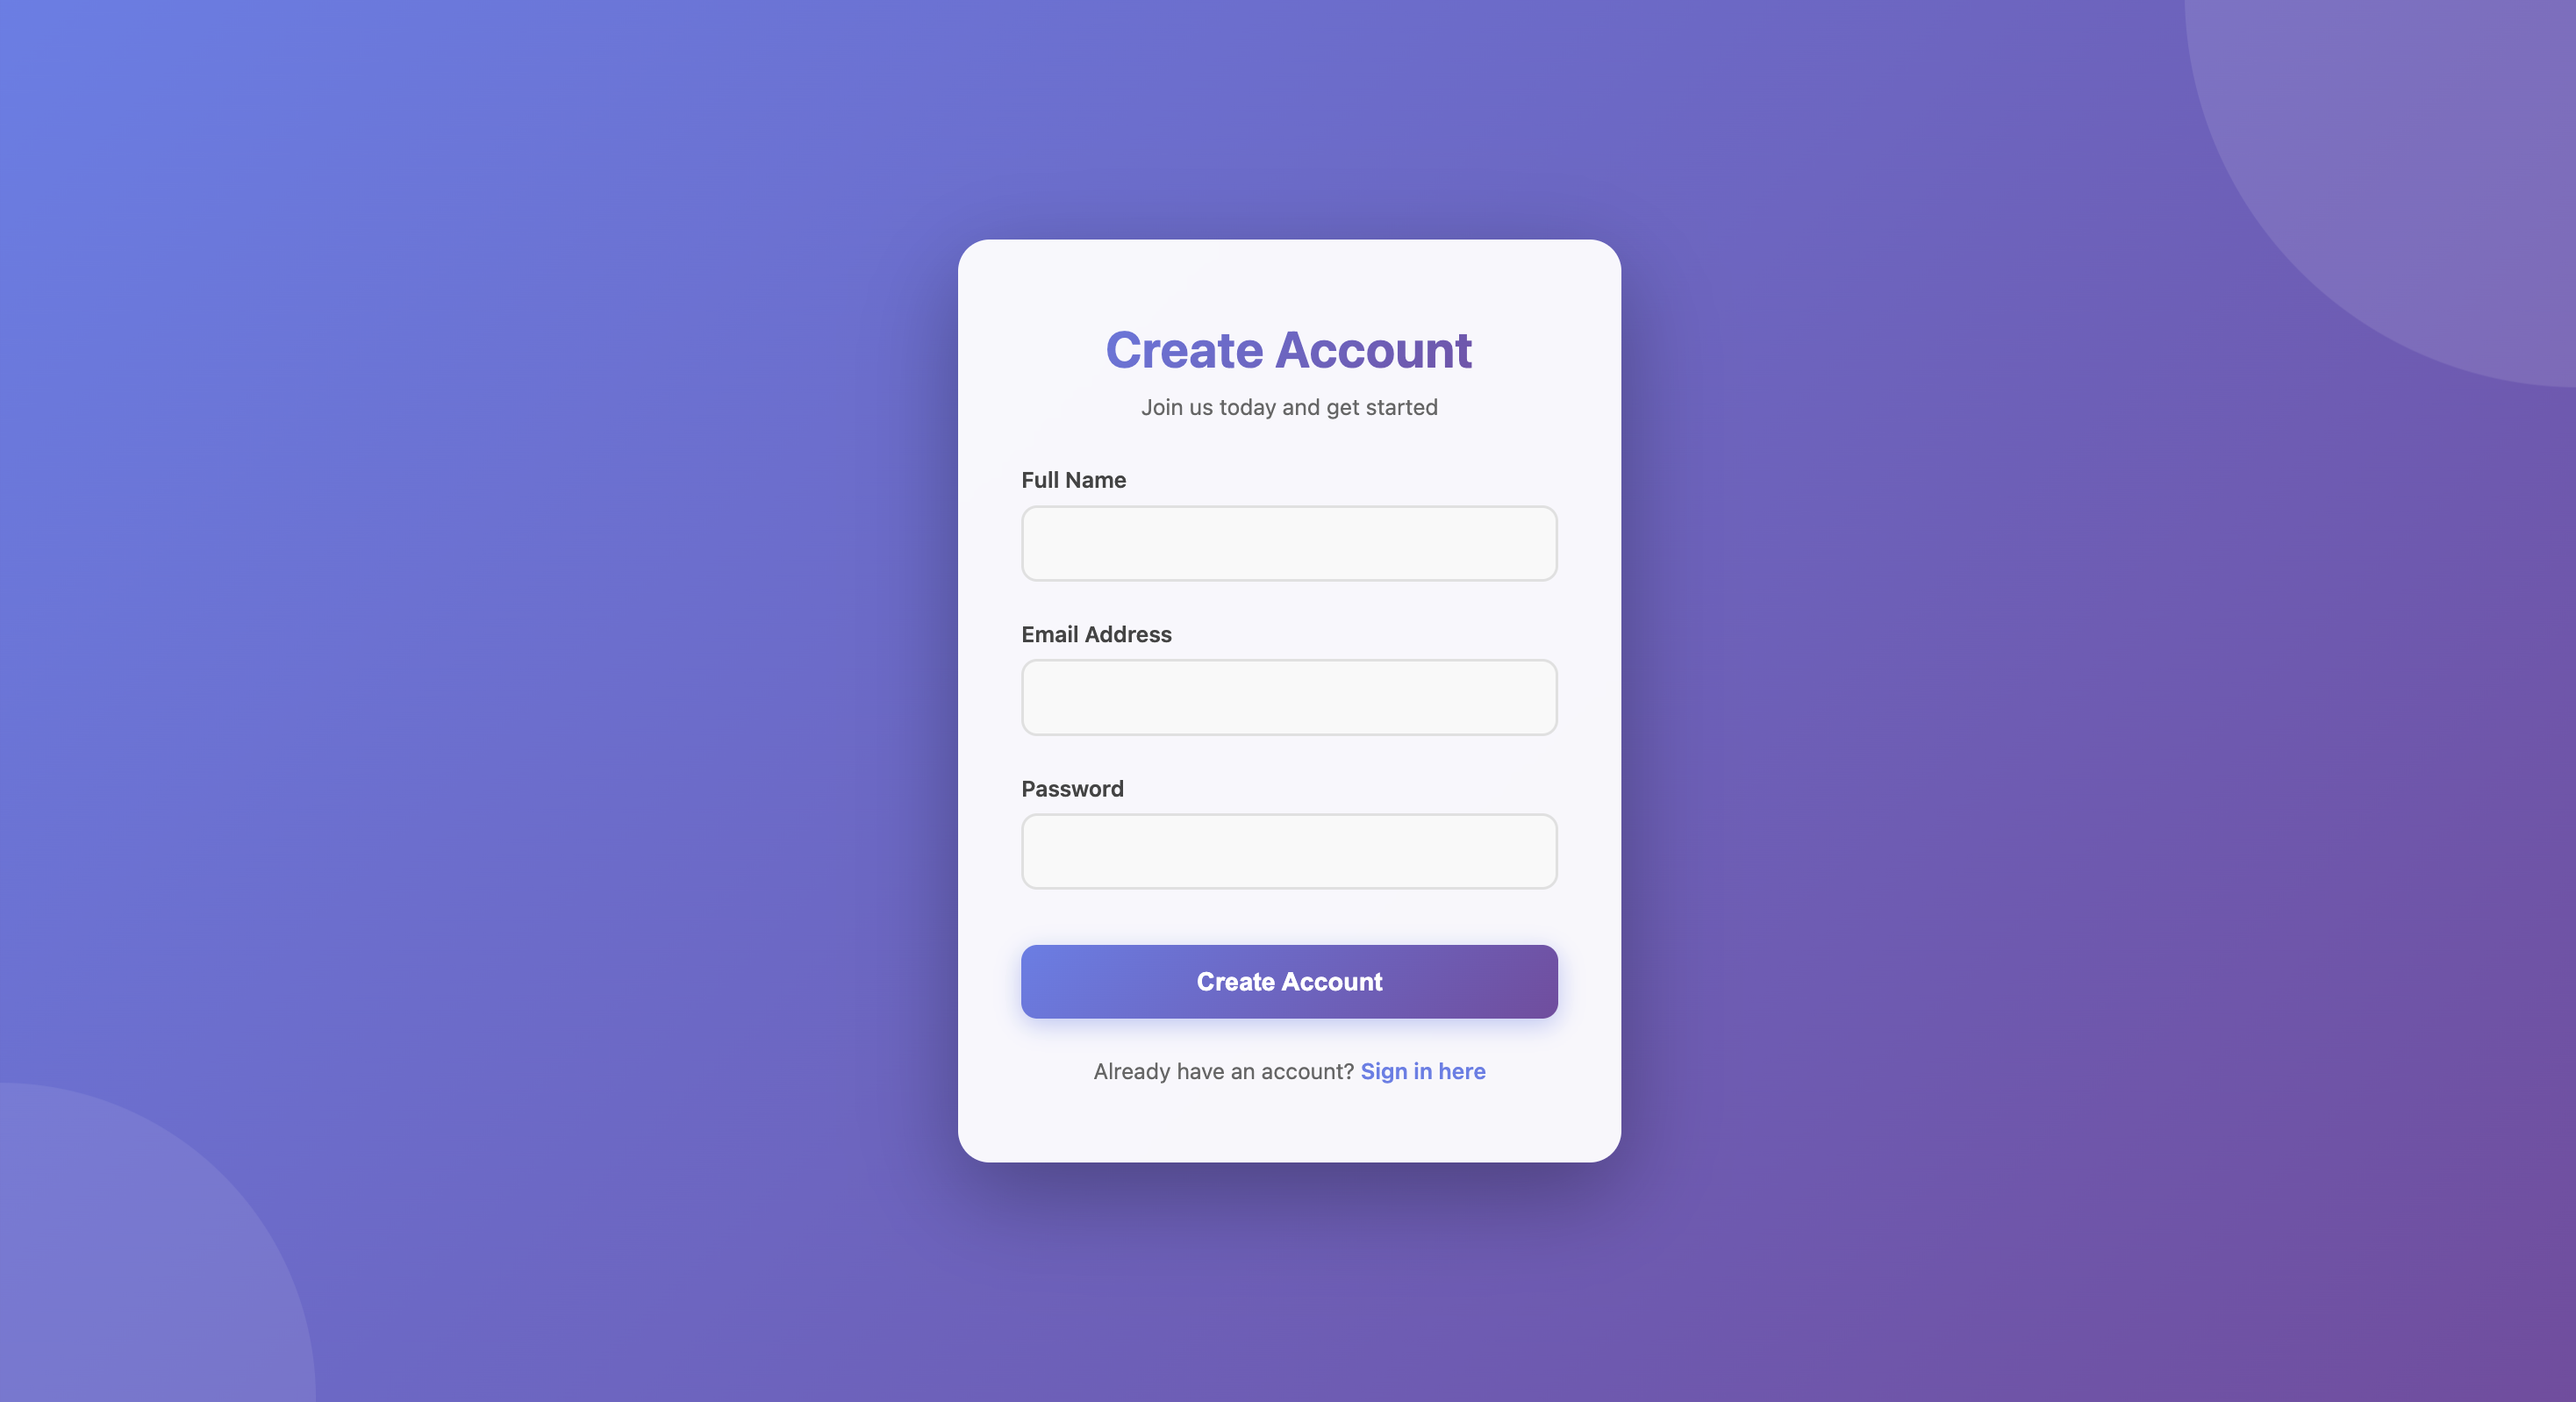 Create Account
Join us today and get started
Full Name
Email Address
Password
Create Account
Already have an account? Sign in here